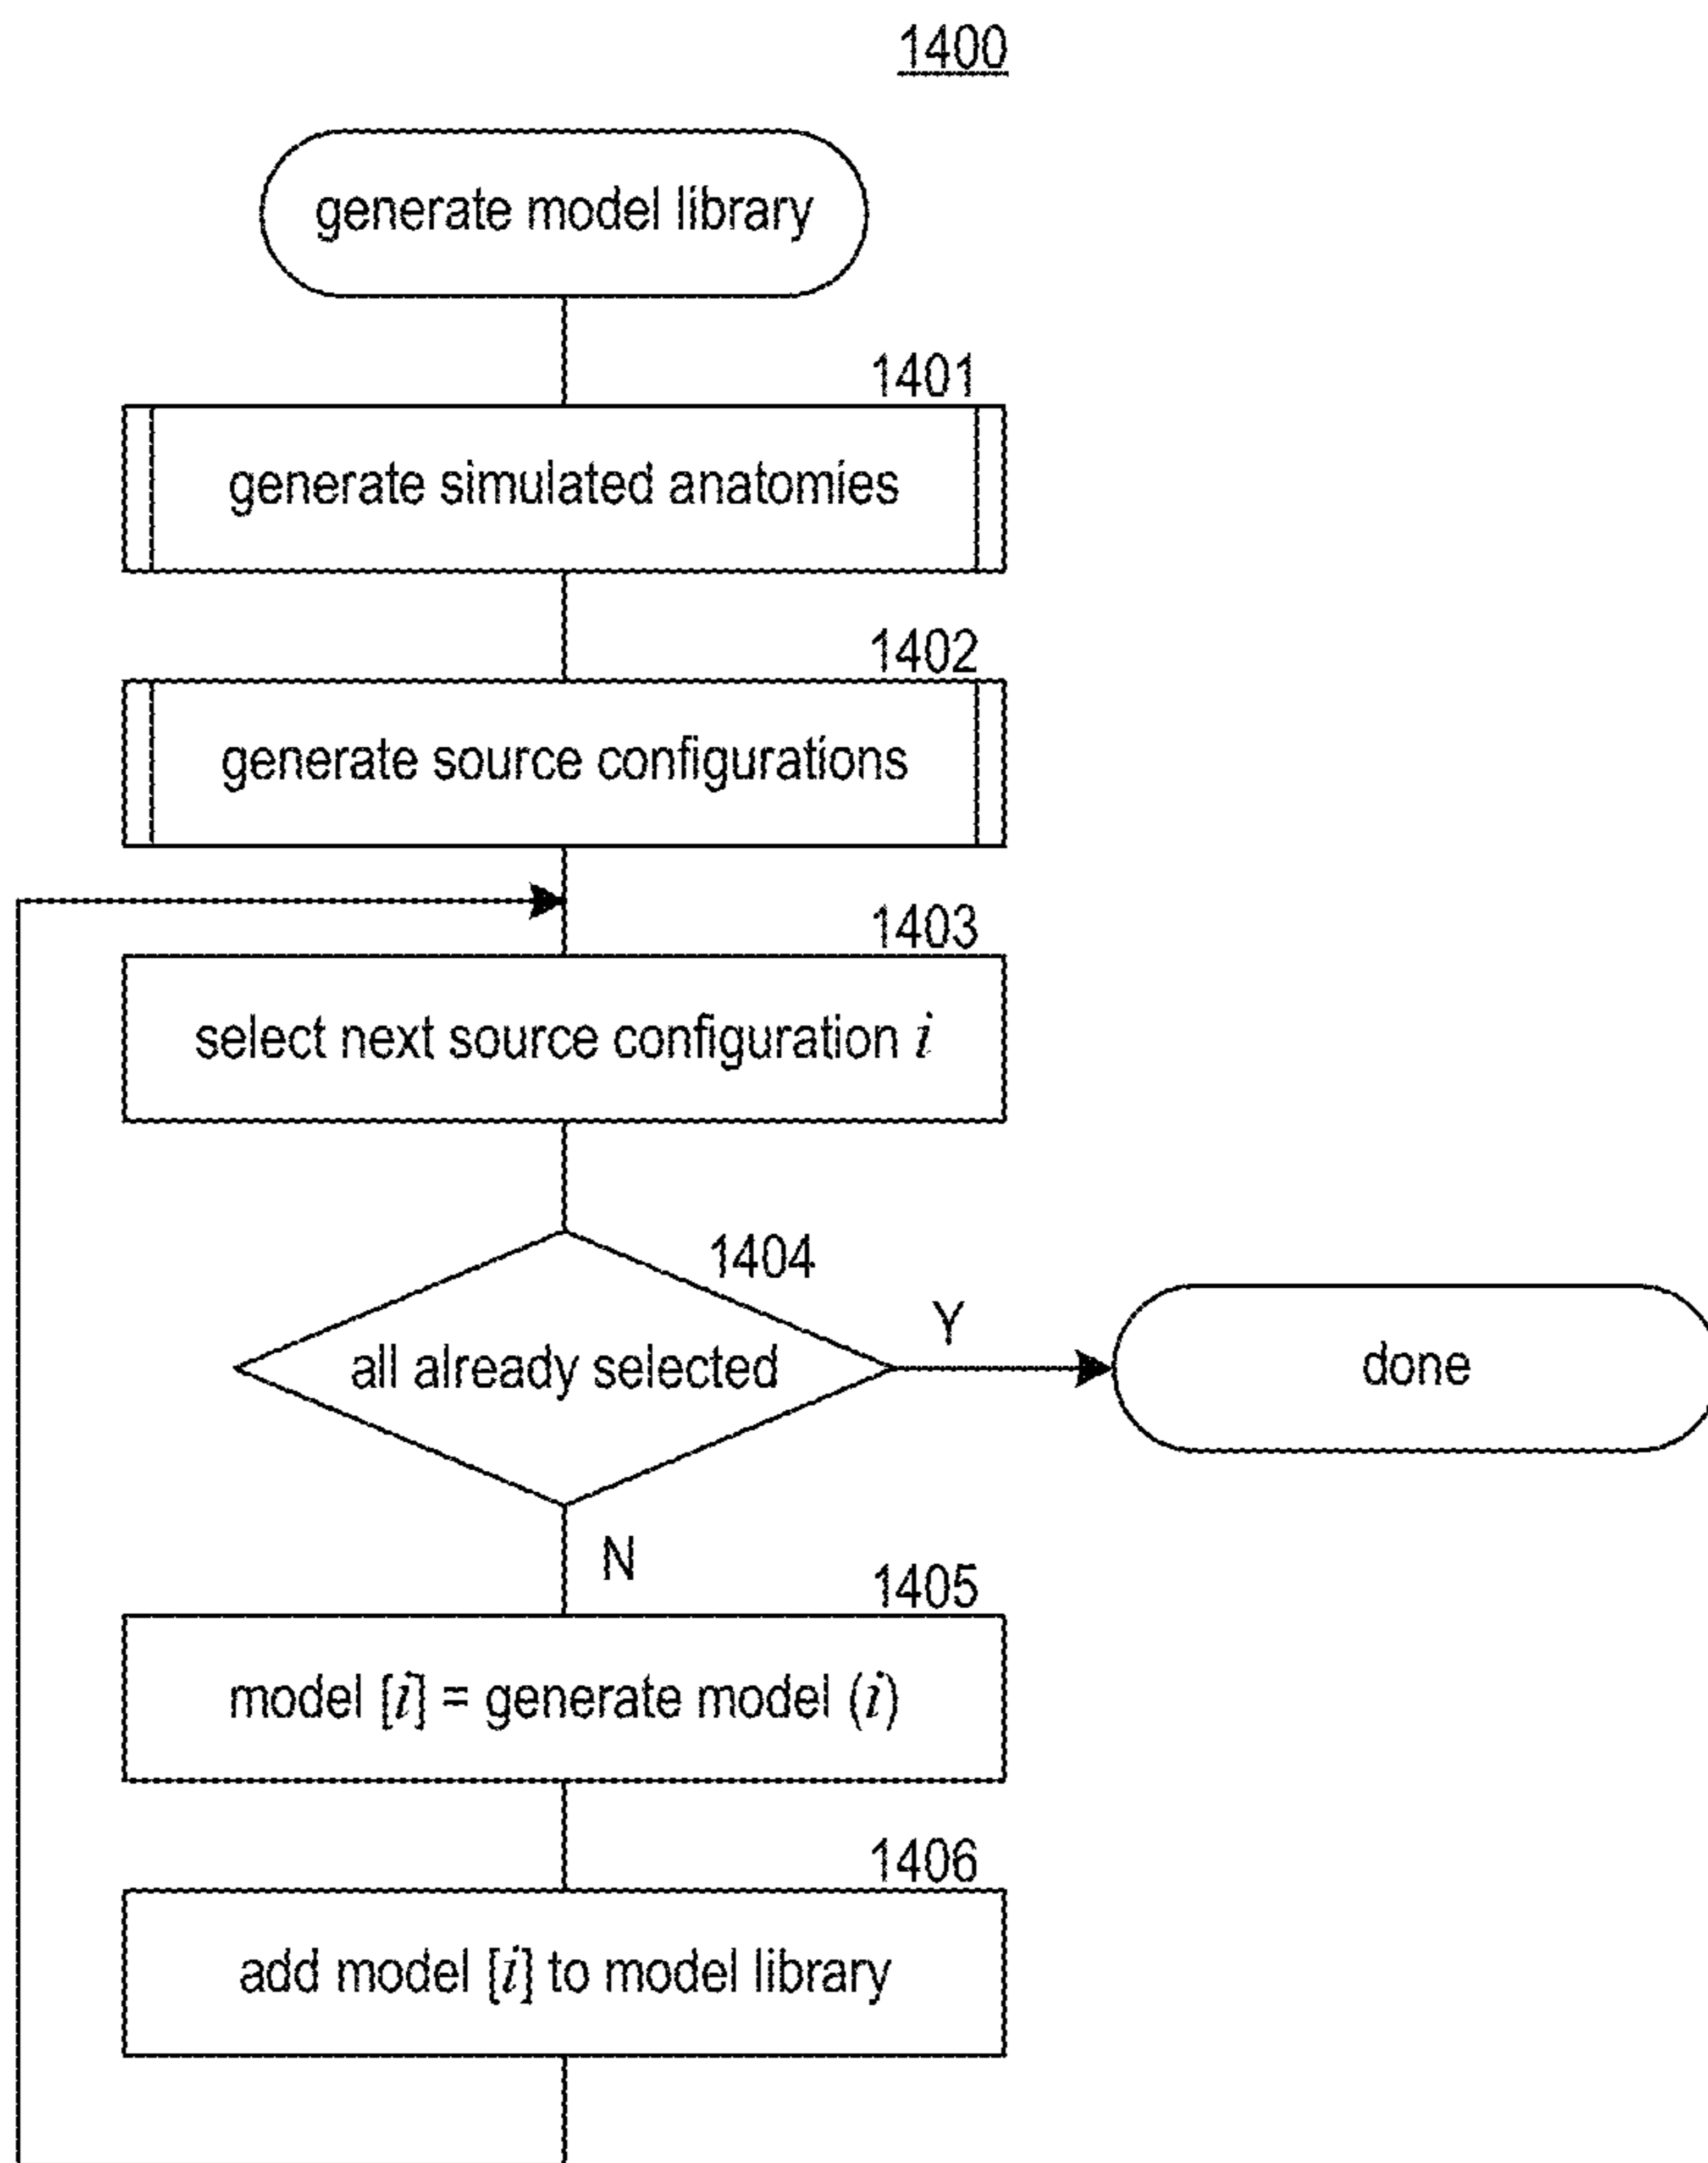 1400
generate model library
1401
generate simulated anatomies
1402
generate source configurations
1403
select next source configuration i
1404
all already selected
Y
done
N
1405
model [i] = generate model (i)
1406
add model [i] to model library